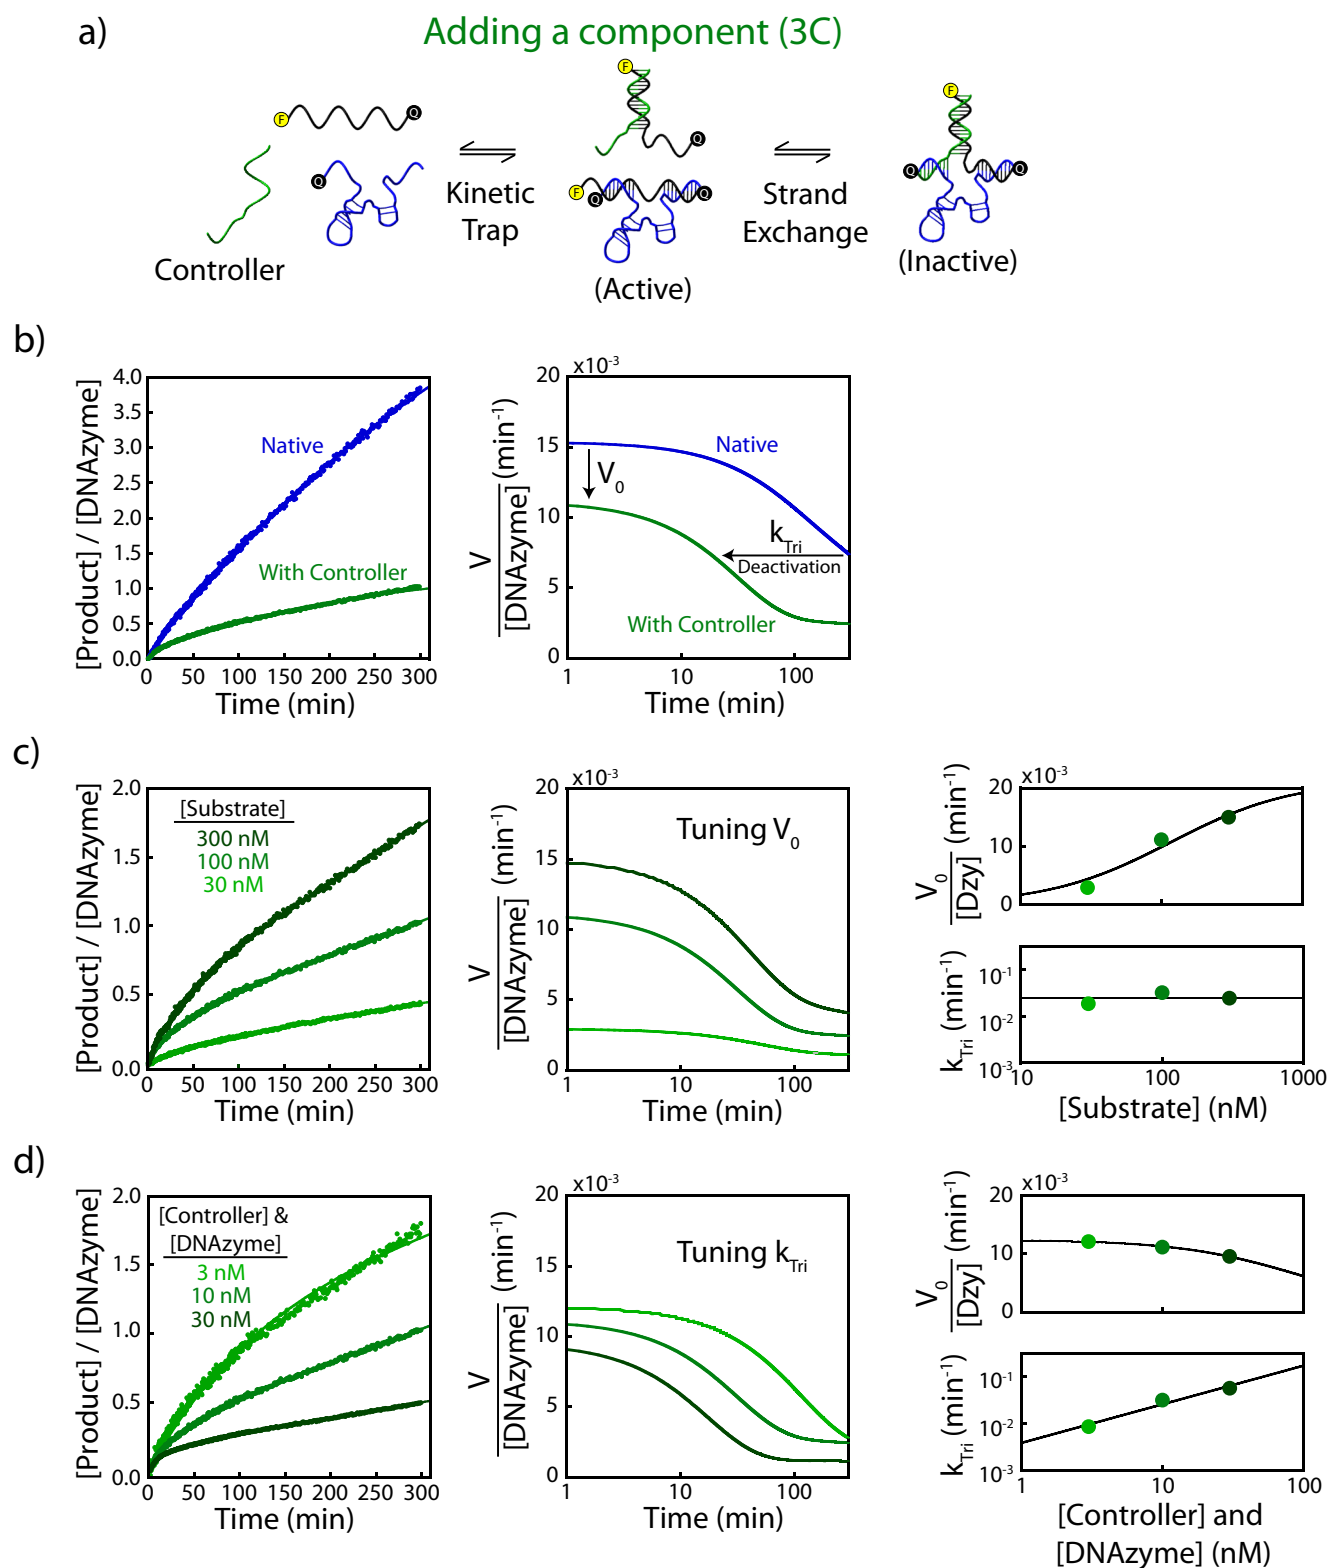 a)
Adding a component (3C)
F
Q
Q
Controller
Kinetic
Trap
F
Q
F
Q
Q
(Active)
Strand
Exchange
F
Q
Q
(Inactive)
b)
[Product] / [DNAzyme]
4.0
3.5
3.0
2.5
2.0
1.5
1.0
0.5
0.0
Native
With Controller
0 50 100 150 200 250 300
Time (min)
V
[DNAzyme]
(min-1)
x10-3
20
15
10
5
0
Native
V0
kTri
Deactivation
With Controller
1 10 100
Time (min)
c)
[Product] / [DNAzyme]
2.0
1.5
1.0
0.5
0.0
[Substrate]
300 nM
100 nM
30 nM
0 50 100 150 200 250 300
Time (min)
V
[DNAzyme]
(min-1)
x10-3
20
15
10
5
0
Tuning V0
1 10 100
Time (min)
V0
[Dzy]
(min-1)
x10-3
20
10
0
kTri (min-1)
10-1
10-2
10-3
10 100 1000
[Substrate] (nM)
d)
[Product] / [DNAzyme]
2.0
1.5
1.0
0.5
0.0
[Controller] &
[DNAzyme]
3 nM
10 nM
30 nM
0 50 100 150 200 250 300
Time (min)
V
[DNAzyme]
(min-1)
x10-3
20
15
10
5
0
Tuning kTri
1 10 100
Time (min)
V0
[Dzy]
(min-1)
x10-3
20
10
0
kTri (min-1)
10-1
10-2
10-3
1 10 100
[Controller] and
[DNAzyme] (nM)